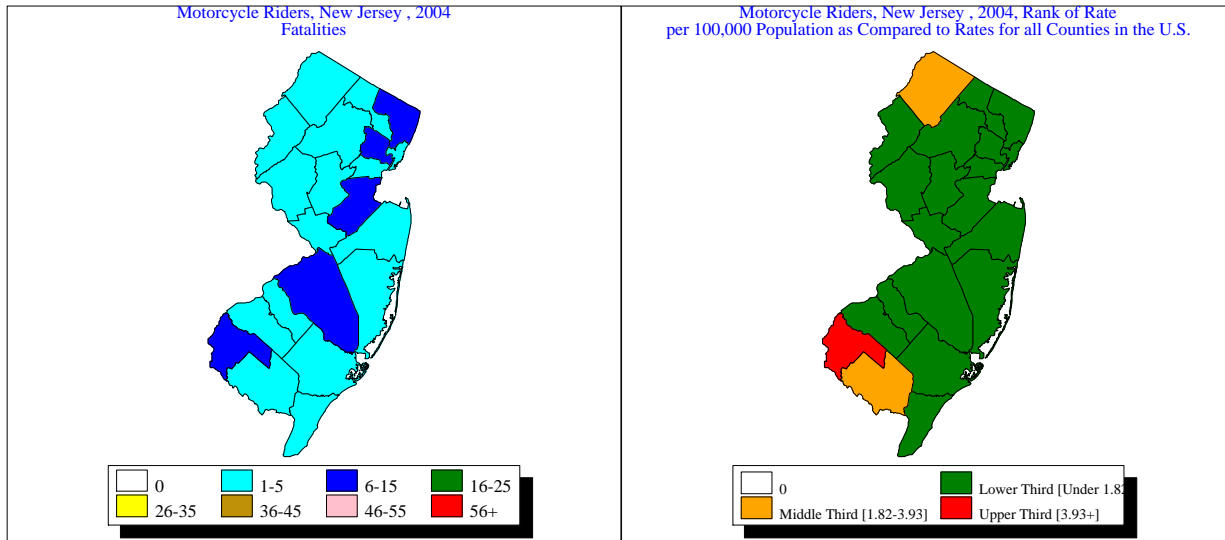 Motorcycle Riders, New Jersey , 2004
Fatalities
0
1-5
6-15
16-25
26-35
36-45
46-55
56+
Motorcycle Riders, New Jersey , 2004, Rank of Rate
per 100,000 Population as Compared to Rates for all Counties in the U.S.
0
Lower Third [Under 1.82
Middle Third [1.82-3.93]
Upper Third [3.93+]